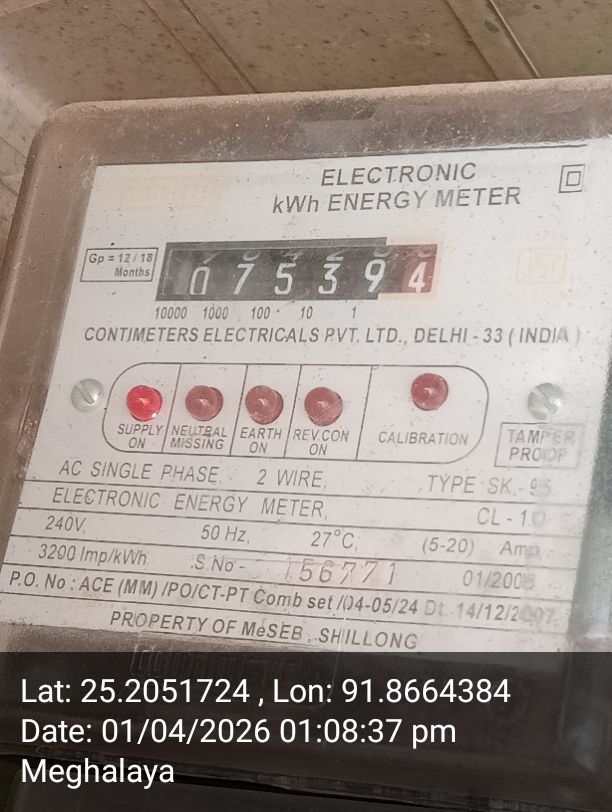 ELECTRONIC
kWh ENERGY METER
Gp = 12 / 18
Months
075394
10000 1000 100 10 1
CONTIMETERS ELECTRICALS PVT. LTD., DELHI - 33 ( INDIA )
SUPPLY ON NEUTRAL MISSING EARTH ON REV.CON ON CALIBRATION
TAMPER
PROOF
AC SINGLE PHASE, 2 WIRE, TYPE SK -
ELECTRONIC ENERGY METER, CL - 1.0
240V, 50 Hz, 27°C, (5-20) Amp
3200 Imp/kWh S No - 156771 01/2008
P.O. No : ACE (MM) /PO/CT-PT Comb set /04-05/24 Dt. 14/12/2007
PROPERTY OF MeSEB, SHILLONG
Lat: 25.2051724 , Lon: 91.8664384
Date: 01/04/2026 01:08:37 pm
Meghalaya